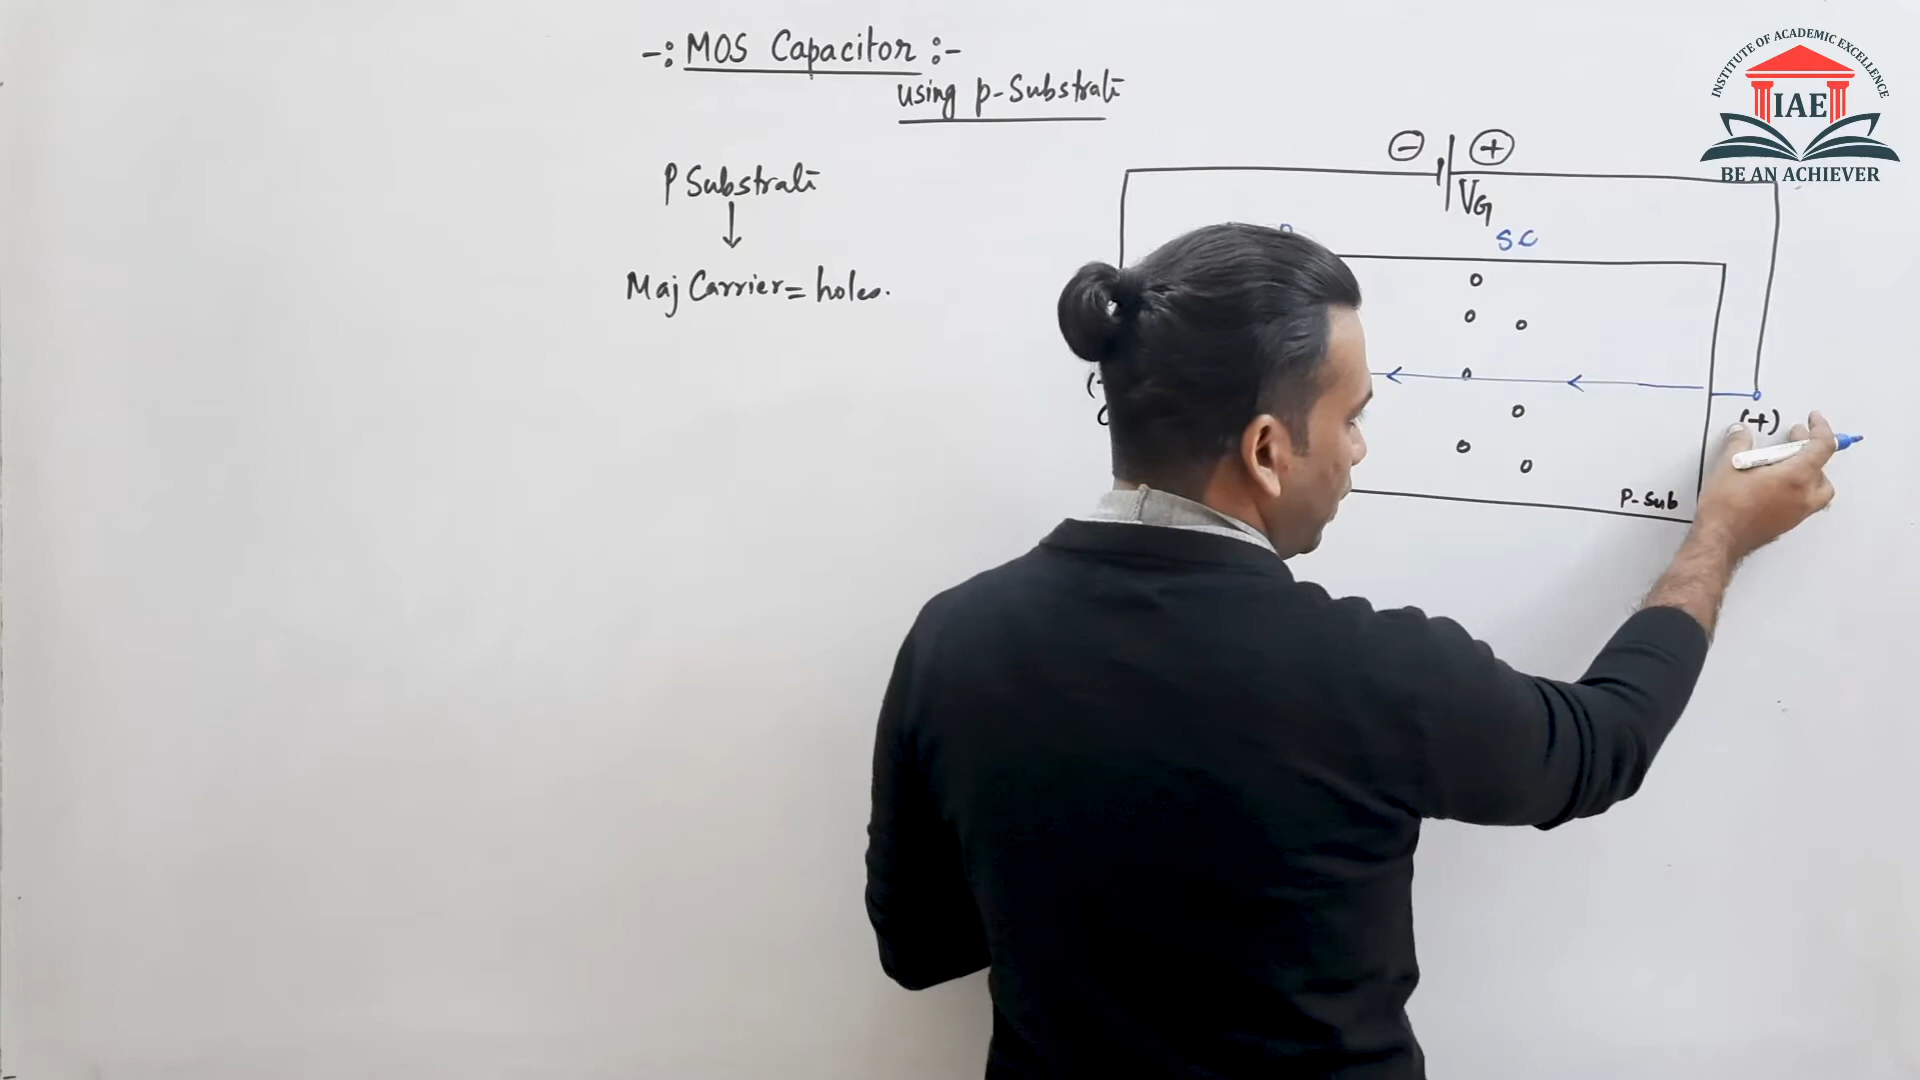 -: MOS Capacitor :-
using p-Substrate
P Substrate
Maj Carrier = holes.
⊖ ⊕
VG
SC
(+)
P-Sub
INSTITUTE OF ACADEMIC EXCELLENCE
IAE
BE AN ACHIEVER